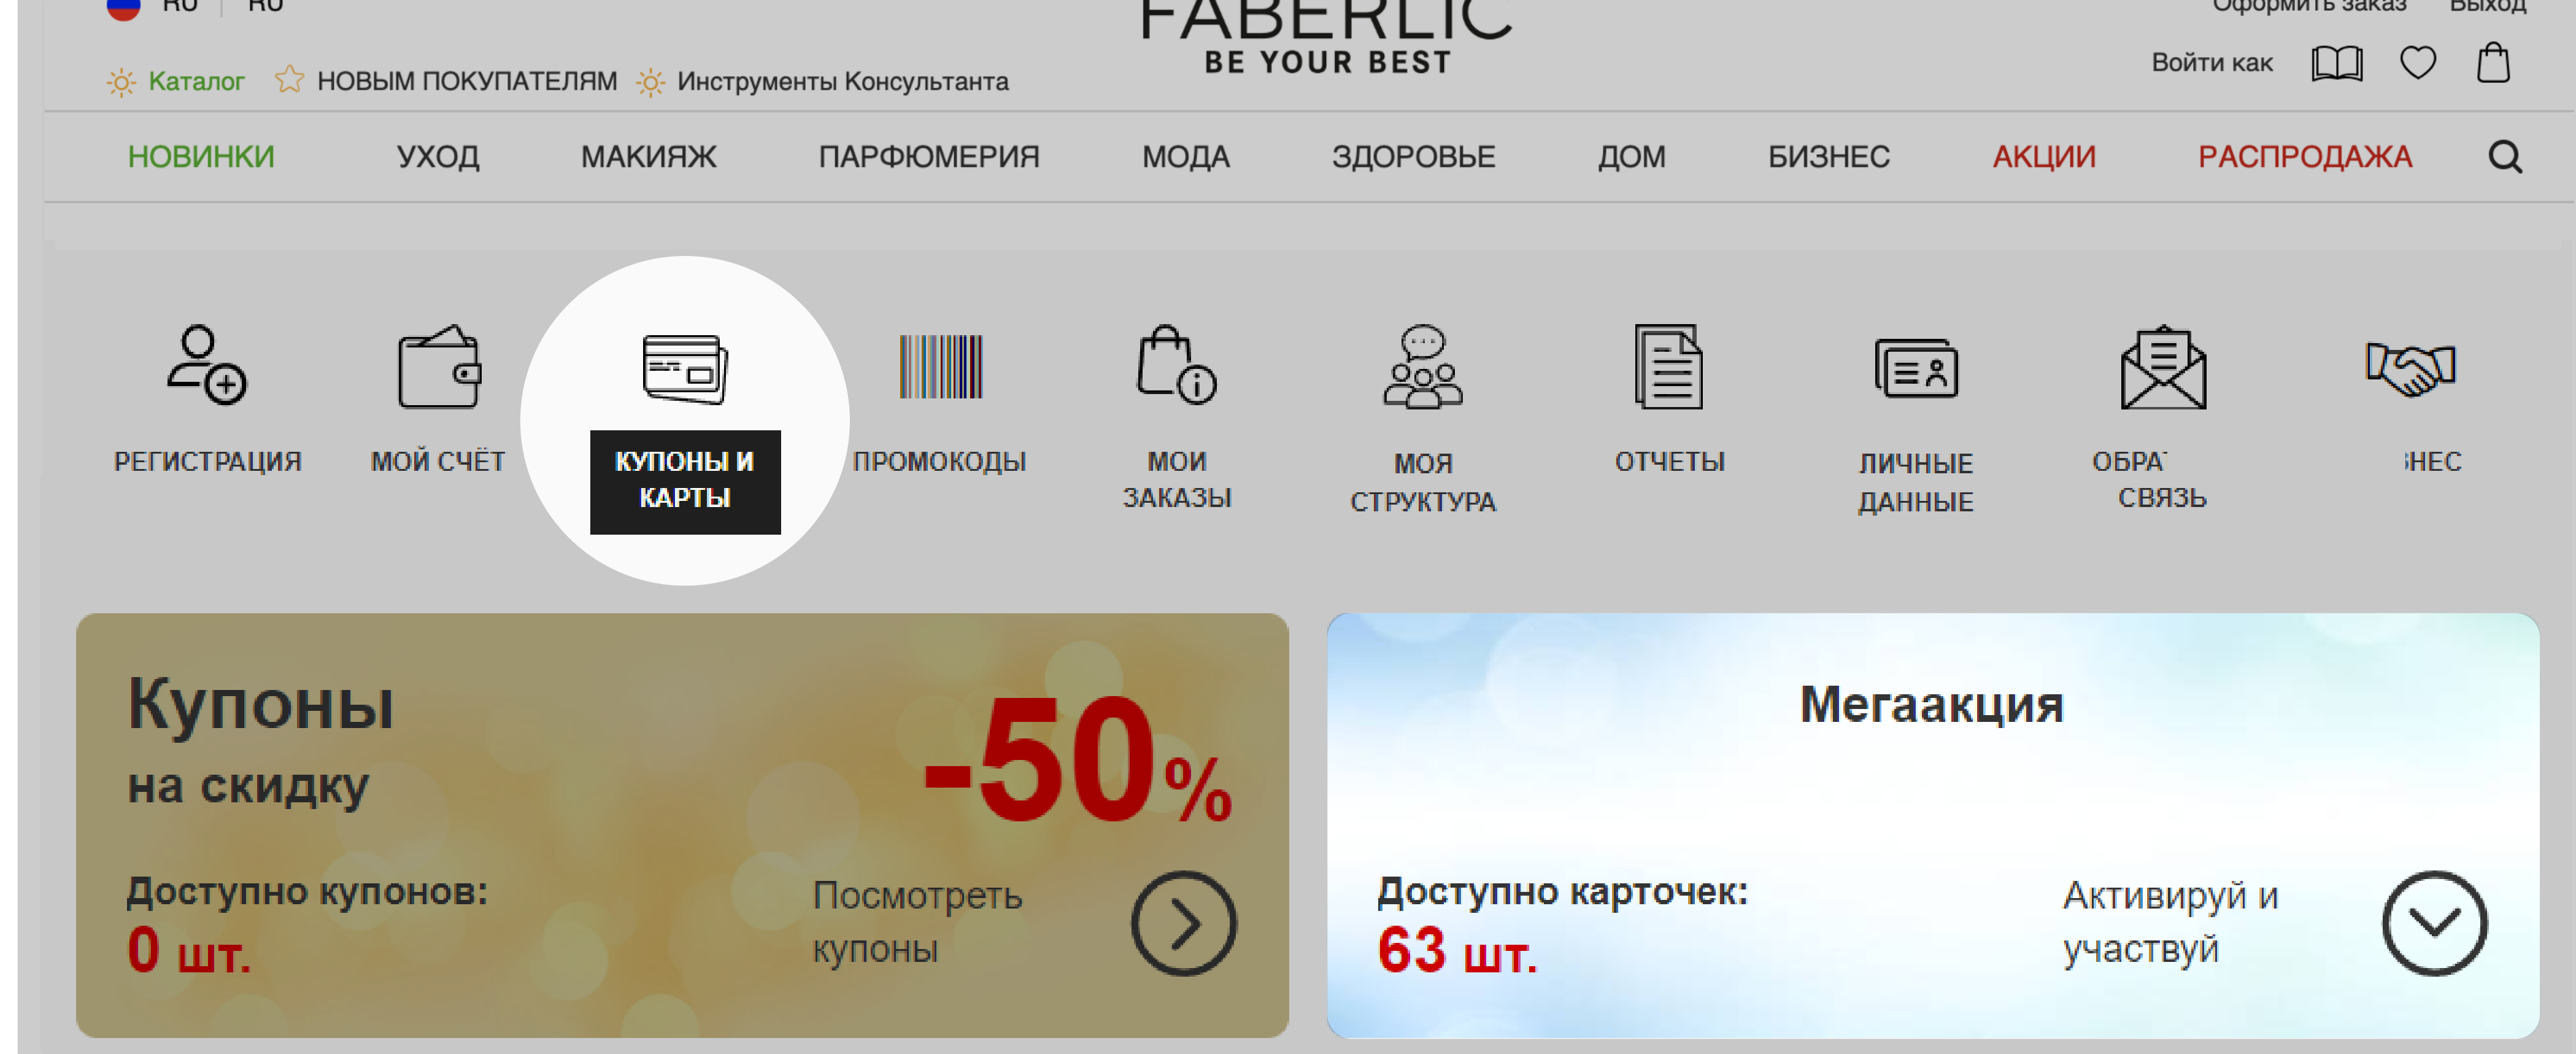 RU | RU
FABERLIC
BE YOUR BEST
Оформить заказ Выход
Войти как
Каталог НОВЫМ ПОКУПАТЕЛЯМ Инструменты Консультанта
НОВИНКИ УХОД МАКИЯЖ ПАРФЮМЕРИЯ МОДА ЗДОРОВЬЕ ДОМ БИЗНЕС АКЦИИ РАСПРОДАЖА
РЕГИСТРАЦИЯ
МОЙ СЧЁТ
КУПОНЫ И
КАРТЫ
ПРОМОКОДЫ
МОИ
ЗАКАЗЫ
МОЯ
СТРУКТУРА
ОТЧЕТЫ
ЛИЧНЫЕ
ДАННЫЕ
ОБРАТ
СВЯЗЬ
НЕС
Купоны
на скидку
-50%
Доступно купонов:
0 шт.
Посмотреть
купоны
Мегаакция
Доступно карточек:
63 шт.
Активируй и
участвуй